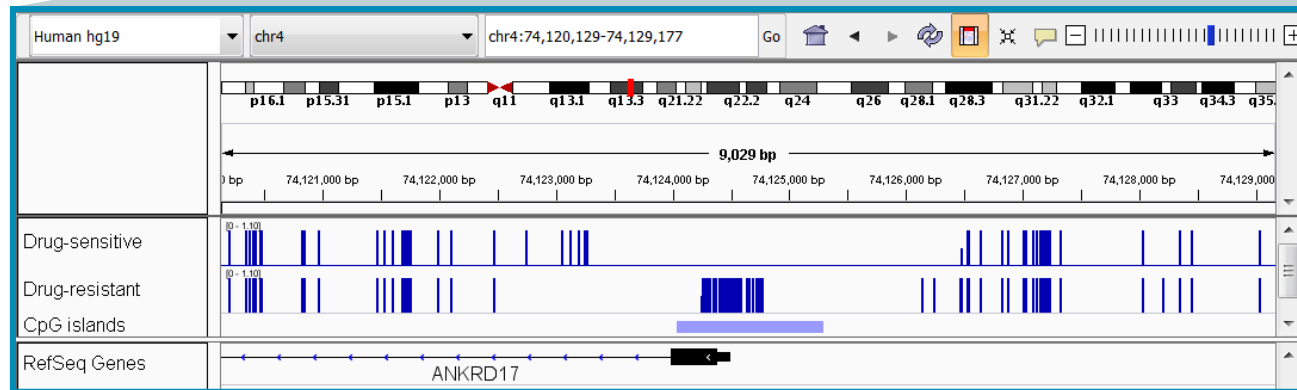 Human hg19 chr4 chr4:74,120,129-74,129,177 Go
p16.1 p15.31 p15.1 p13 q11 q13.1 q13.3 q21.22 q22.2 q24 q26 q28.1 q28.3 q31.22 q32.1 q33 q34.3 q35.
9,029 bp
bp 74,121,000 bp 74,122,000 bp 74,123,000 bp 74,124,000 bp 74,125,000 bp 74,126,000 bp 74,127,000 bp 74,128,000 bp 74,129,000
[0 - 1.10]
Drug-sensitive
[0 - 1.10]
Drug-resistant
CpG islands
RefSeq Genes
ANKRD17